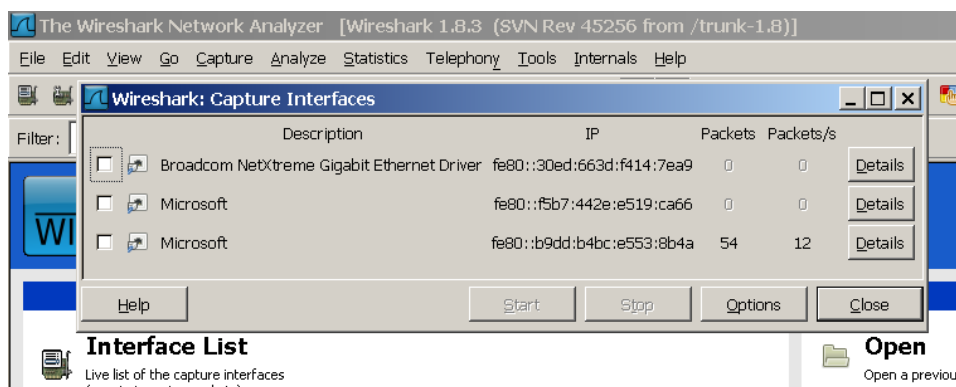 The Wireshark Network Analyzer [Wireshark 1.8.3 (SVN Rev 45256 from /trunk-1.8)]
File Edit View Go Capture Analyze Statistics Telephony Tools Internals Help
Wireshark: Capture Interfaces
Filter:
Description IP Packets Packets/s
Broadcom NetXtreme Gigabit Ethernet Driver fe80::30ed:663d:f414:7ea9 0 0 Details
Microsoft fe80::f5b7:442e:e519:ca66 0 0 Details
WI
Microsoft fe80::b9dd:b4bc:e553:8b4a 54 12 Details
Help Start Stop Options Close
Interface List
Live list of the capture interfaces
Open
Open a previou